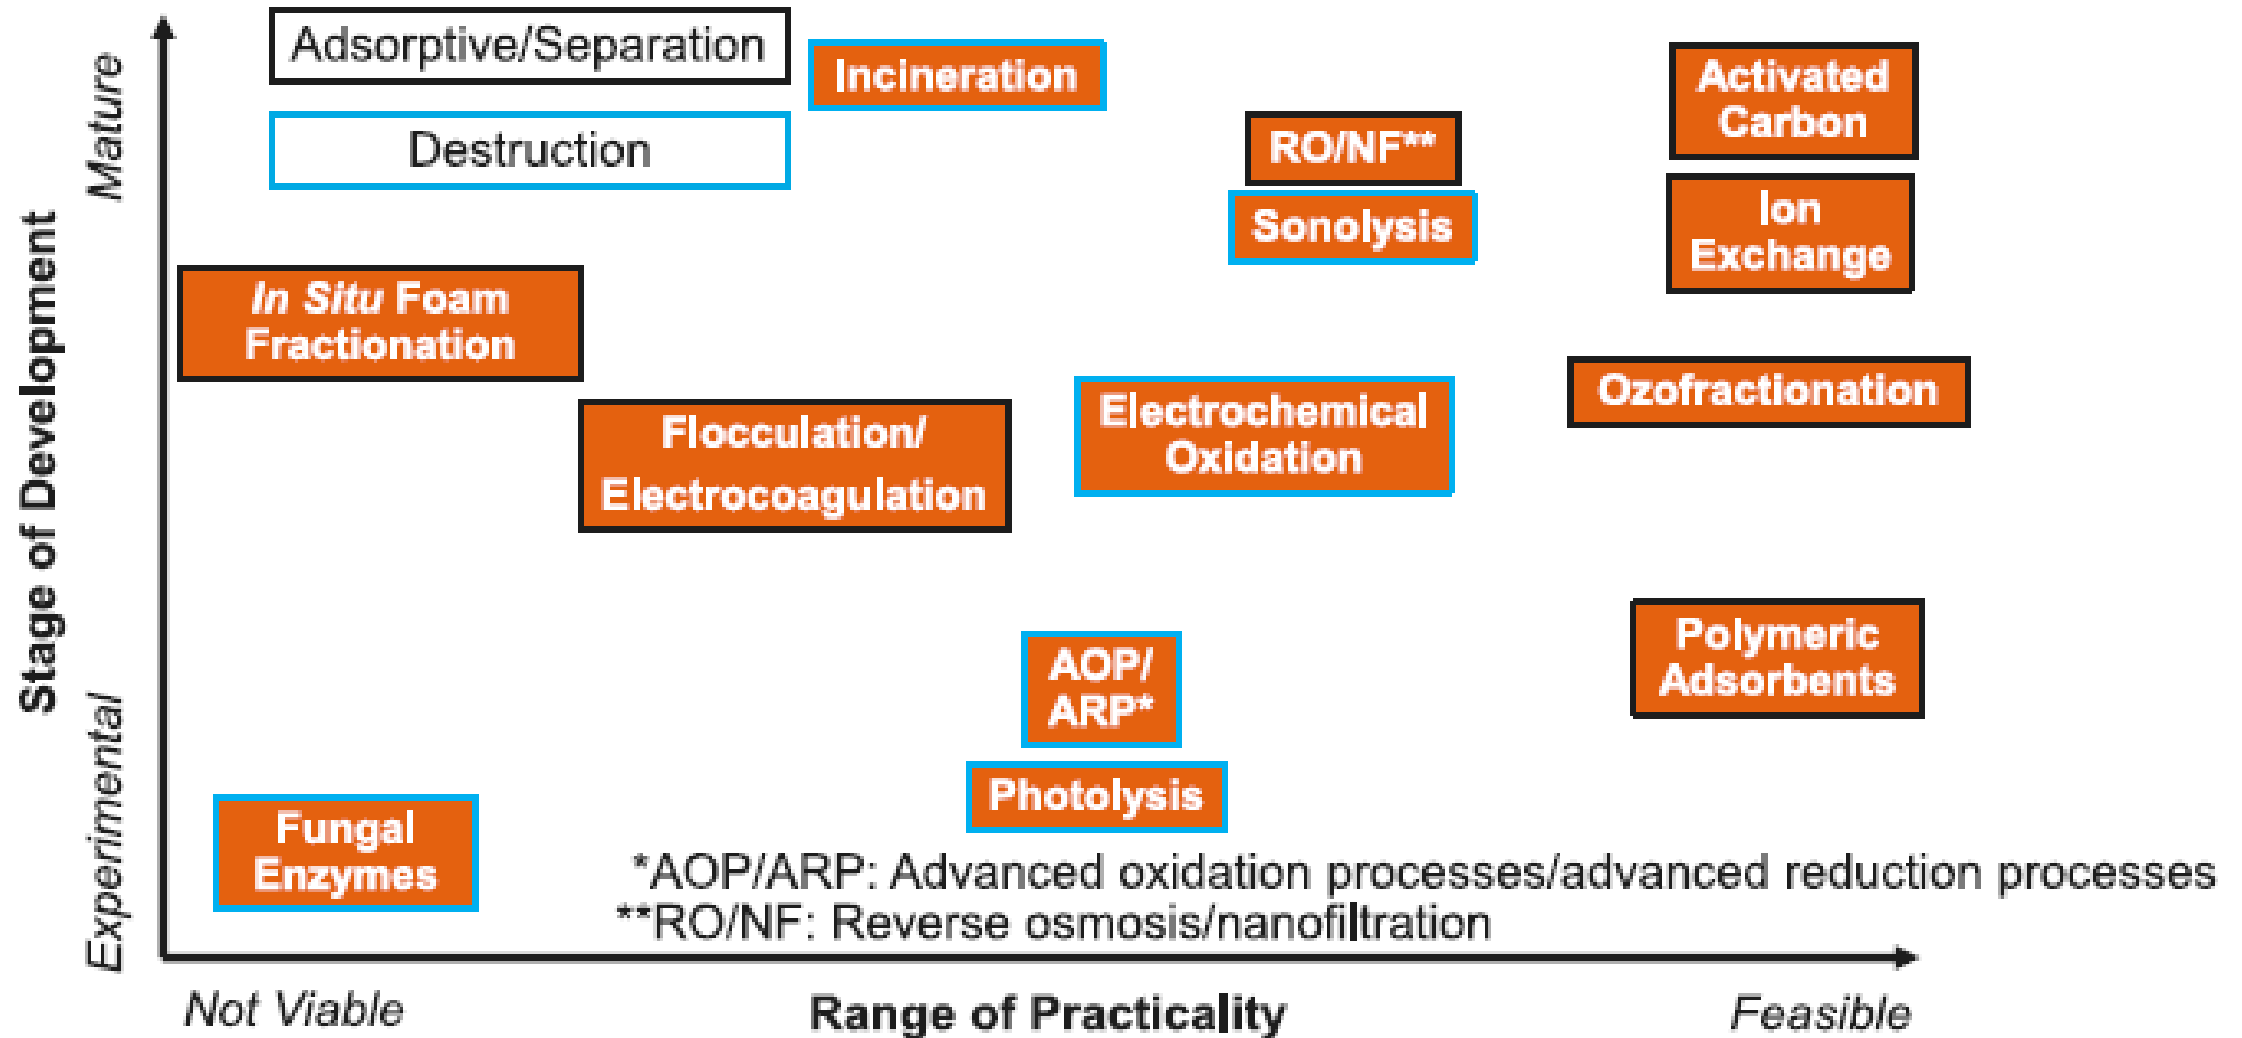 Adsorptive/Separation
Destruction
Incineration
Activated
Carbon
RO/NF**
Sonolysis
Ion
Exchange
In Situ Foam
Fractionation
Flocculation/
Electrocoagulation
Electrochemical
Oxidation
Ozofractionation
Polymeric
Adsorbents
AOP/
ARP*
Photolysis
Fungal
Enzymes
*AOP/ARP: Advanced oxidation processes/advanced reduction processes
**RO/NF: Reverse osmosis/nanofiltration
Mature
Stage of Development
Experimental
Not Viable
Range of Practicality
Feasible